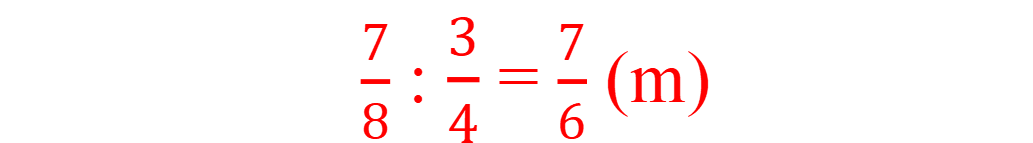 7/8 : 3/4 = 7/6 (m)